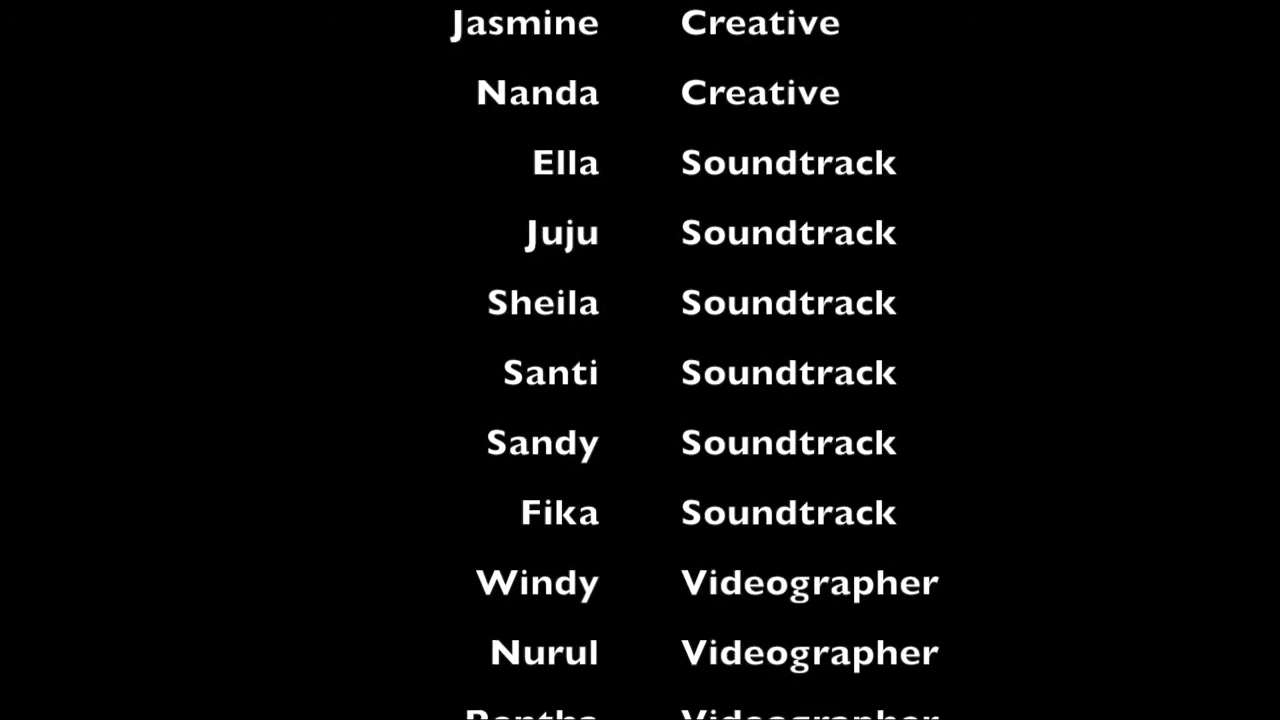 Jasmine Creative
Nanda Creative
Ella Soundtrack
Juju Soundtrack
Sheila Soundtrack
Santi Soundtrack
Sandy Soundtrack
Fika Soundtrack
Windy Videographer
Nurul Videographer
Videographer